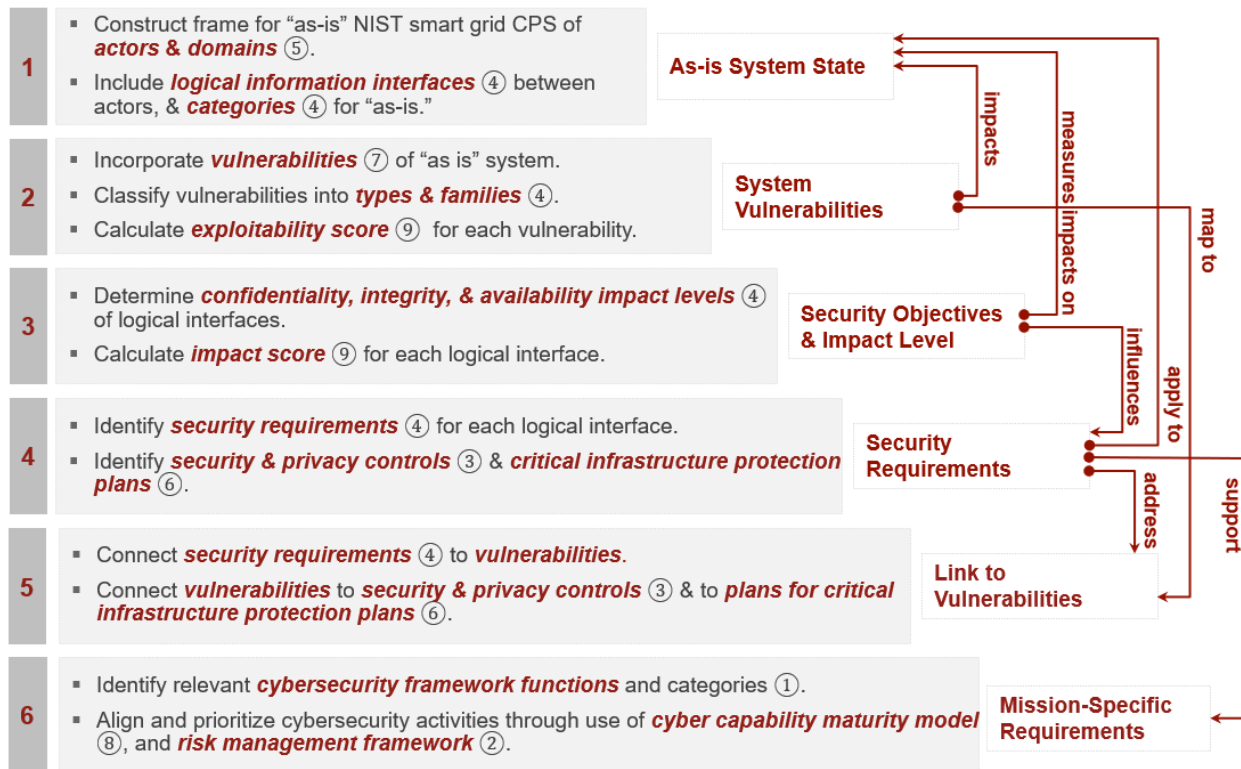 1
▪ Construct frame for “as-is” NIST smart grid CPS of
actors & domains ⑤.
▪ Include logical information interfaces ④ between
actors, & categories ④ for “as-is.”
As-is System State
2
▪ Incorporate vulnerabilities ⑦ of “as is” system.
▪ Classify vulnerabilities into types & families ④.
▪ Calculate exploitability score ⑨ for each vulnerability.
System
Vulnerabilities
3
▪ Determine confidentiality, integrity, & availability impact levels ④
of logical interfaces.
▪ Calculate impact score ⑨ for each logical interface.
Security Objectives
& Impact Level
4
▪ Identify security requirements ④ for each logical interface.
▪ Identify security & privacy controls ③ & critical infrastructure protection
plans ⑥.
Security
Requirements
5
▪ Connect security requirements ④ to vulnerabilities.
▪ Connect vulnerabilities to security & privacy controls ③ & to plans for critical
infrastructure protection plans ⑥.
Link to
Vulnerabilities
6
▪ Identify relevant cybersecurity framework functions and categories ①.
▪ Align and prioritize cybersecurity activities through use of cyber capability maturity model
⑧, and risk management framework ②.
Mission-Specific
Requirements
impacts
measures impacts on
map to
influences
apply to
address
support